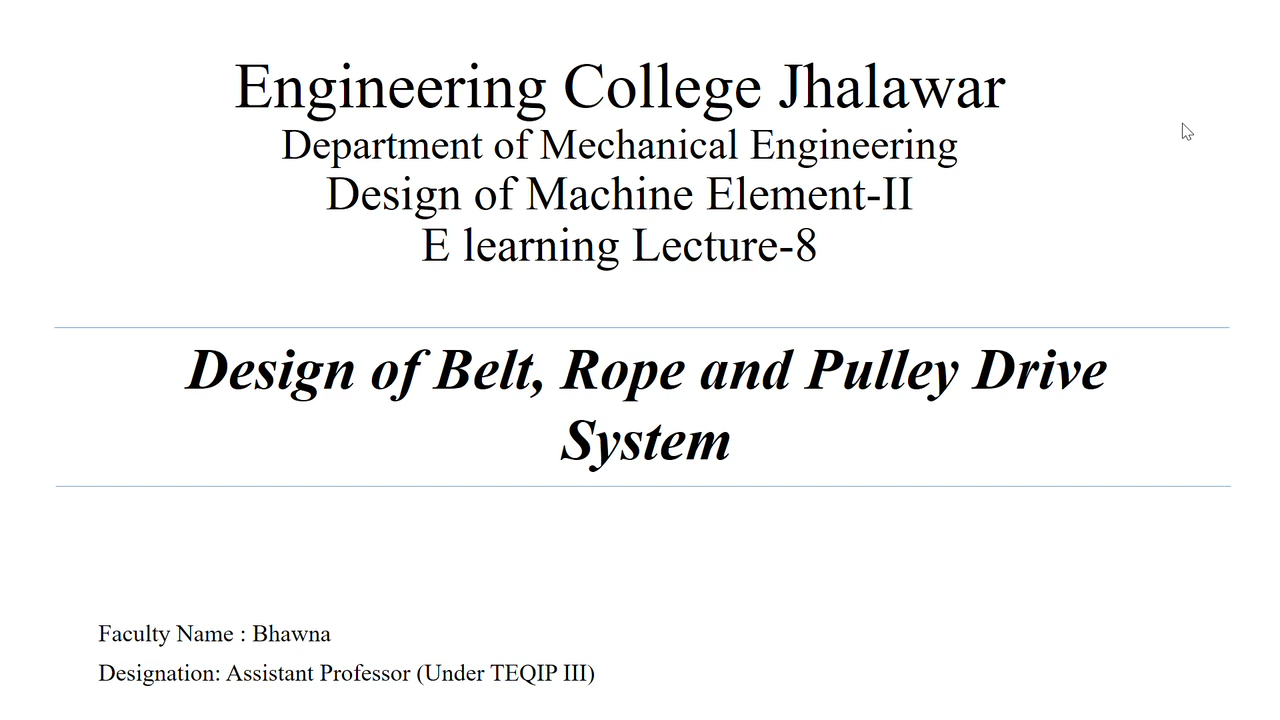 Engineering College Jhalawar
Department of Mechanical Engineering
Design of Machine Element-II
E learning Lecture-8
Design of Belt, Rope and Pulley Drive
System
Faculty Name : Bhawna
Designation: Assistant Professor (Under TEQIP III)